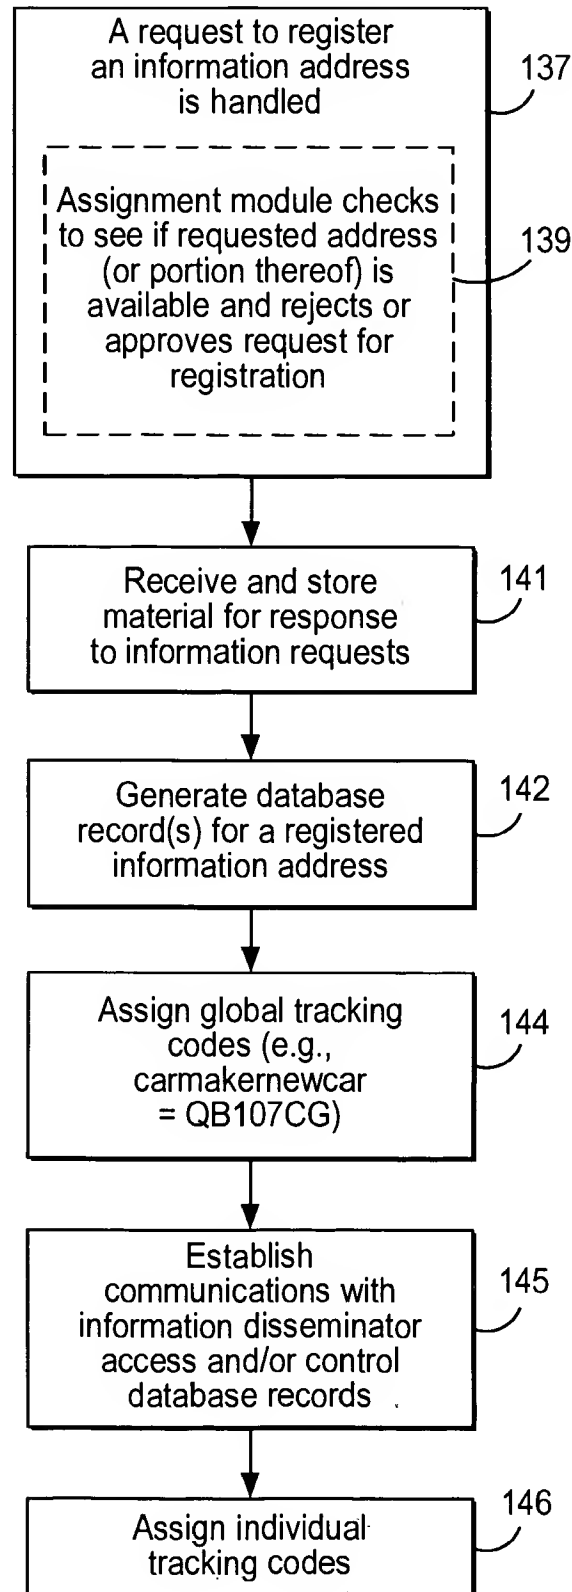 A request to register
an information address
is handled
137
Assignment module checks
to see if requested address
(or portion thereof) is
available and rejects or
approves request for
registration
139
Receive and store
material for response
to information requests
141
Generate database
record(s) for a registered
information address
142
Assign global tracking
codes (e.g.,
carmakernewcar
= QB107CG)
144
Establish
communications with
information disseminator
access and/or control
database records
145
Assign individual
tracking codes
146